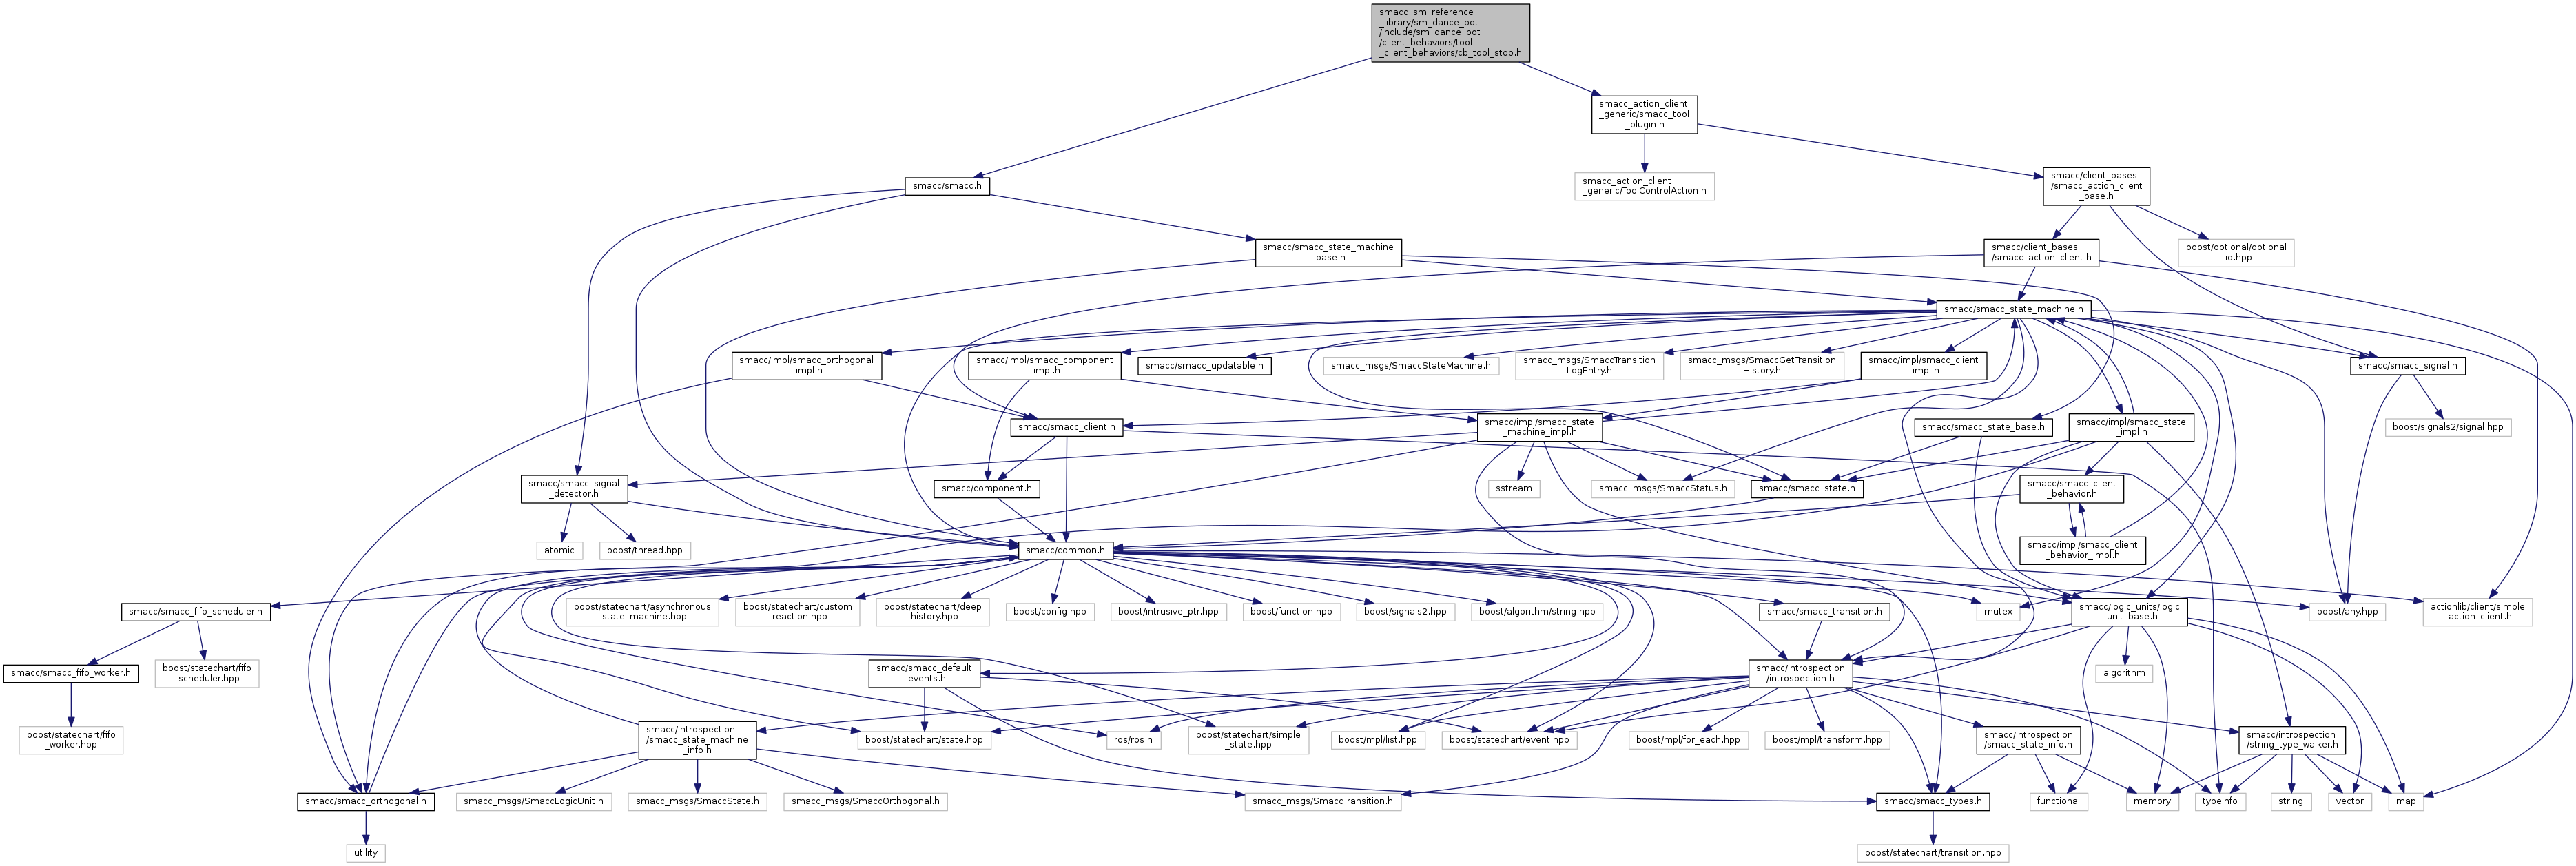 smacc_sm_reference
_library/sm_dance_bot
/include/sm_dance_bot
/client_behaviors/tool
_client_behaviors/cb_tool_stop.h
smacc_action_client
_generic/smacc_tool
_plugin.h
smacc/smacc.h
smacc_action_client
_generic/ToolControlAction.h
smacc/client_bases
/smacc_action_client
_base.h
smacc/smacc_state_machine
_base.h
smacc/client_bases
/smacc_action_client.h
boost/optional/optional
_io.hpp
smacc/smacc_state_machine.h
smacc/impl/smacc_orthogonal
_impl.h
smacc/impl/smacc_component
_impl.h
smacc/smacc_updatable.h
smacc_msgs/SmaccStateMachine.h
smacc_msgs/SmaccTransition
LogEntry.h
smacc_msgs/SmaccGetTransition
History.h
smacc/impl/smacc_client
_impl.h
smacc/smacc_signal.h
smacc/smacc_client.h
smacc/impl/smacc_state
_machine_impl.h
smacc/smacc_state_base.h
smacc/impl/smacc_state
_impl.h
boost/signals2/signal.hpp
smacc/smacc_signal
_detector.h
smacc/component.h
sstream
smacc_msgs/SmaccStatus.h
smacc/smacc_state.h
smacc/smacc_client
_behavior.h
atomic
boost/thread.hpp
smacc/common.h
smacc/impl/smacc_client
_behavior_impl.h
smacc/smacc_fifo_scheduler.h
boost/statechart/asynchronous
_state_machine.hpp
boost/statechart/custom
_reaction.hpp
boost/statechart/deep
_history.hpp
boost/config.hpp
boost/intrusive_ptr.hpp
boost/function.hpp
boost/signals2.hpp
boost/algorithm/string.hpp
smacc/smacc_transition.h
mutex
smacc/logic_units/logic
_unit_base.h
boost/any.hpp
actionlib/client/simple
_action_client.h
smacc/smacc_fifo_worker.h
boost/statechart/fifo
_scheduler.hpp
smacc/smacc_default
_events.h
smacc/introspection
/introspection.h
algorithm
boost/statechart/fifo
_worker.hpp
smacc/introspection
/smacc_state_machine
_info.h
boost/statechart/state.hpp
ros/ros.h
boost/statechart/simple
_state.hpp
boost/mpl/list.hpp
boost/statechart/event.hpp
boost/mpl/for_each.hpp
boost/mpl/transform.hpp
smacc/introspection
/smacc_state_info.h
smacc/introspection
/string_type_walker.h
smacc/smacc_orthogonal.h
smacc_msgs/SmaccLogicUnit.h
smacc_msgs/SmaccState.h
smacc_msgs/SmaccOrthogonal.h
smacc_msgs/SmaccTransition.h
smacc/smacc_types.h
functional
memory
typeinfo
string
vector
map
utility
boost/statechart/transition.hpp